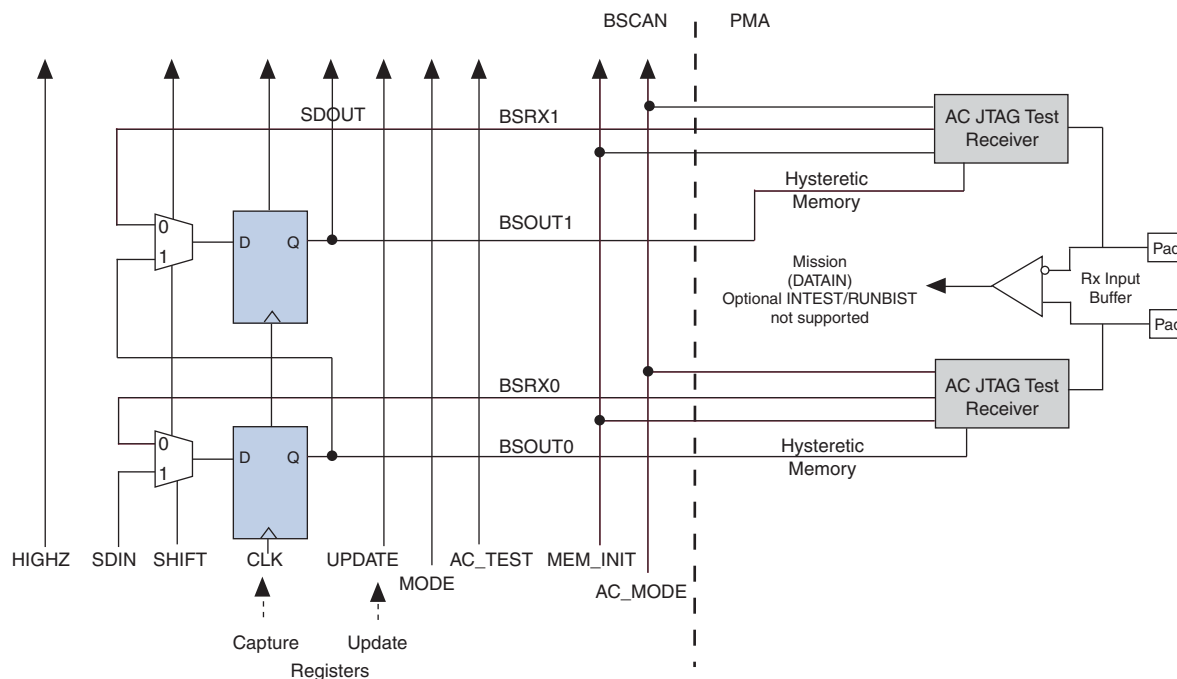 BSCAN
PMA
SDOUT
BSRX1
AC JTAG Test
Receiver
Hysteretic
Memory
0
1
D
Q
BSOUT1
Mission
(DATAIN)
Optional INTEST/RUNBIST
not supported
Rx Input
Buffer
Pad
Pad
BSRX0
AC JTAG Test
Receiver
0
1
D
Q
BSOUT0
Hysteretic
Memory
HIGHZ
SDIN
SHIFT
CLK
UPDATE
MODE
AC_TEST
MEM_INIT
AC_MODE
Capture
Update
Registers